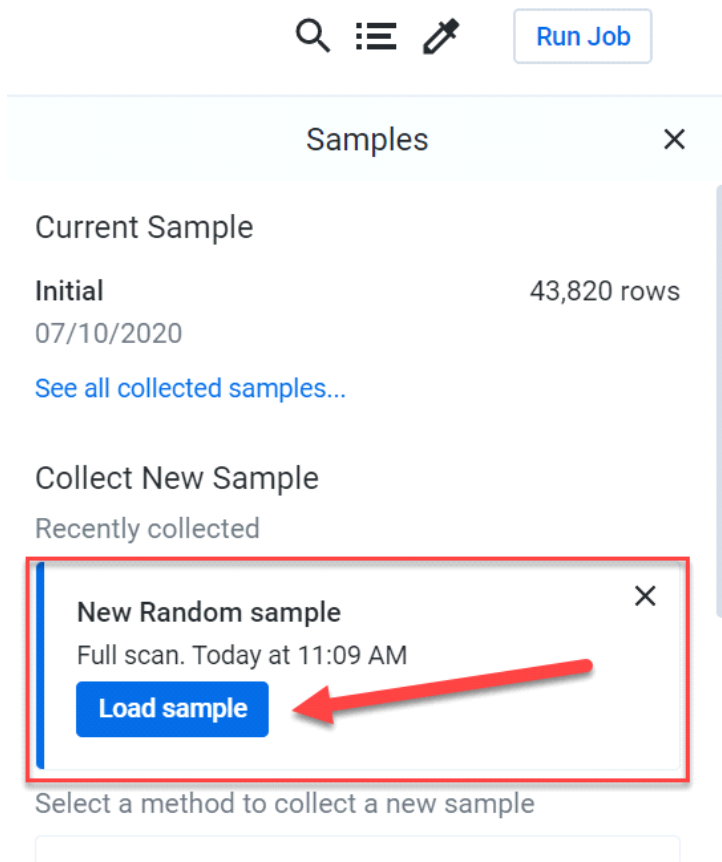 Run Job
Samples
Current Sample
Initial 43,820 rows
07/10/2020
See all collected samples...
Collect New Sample
Recently collected
New Random sample
Full scan. Today at 11:09 AM
Load sample
Select a method to collect a new sample